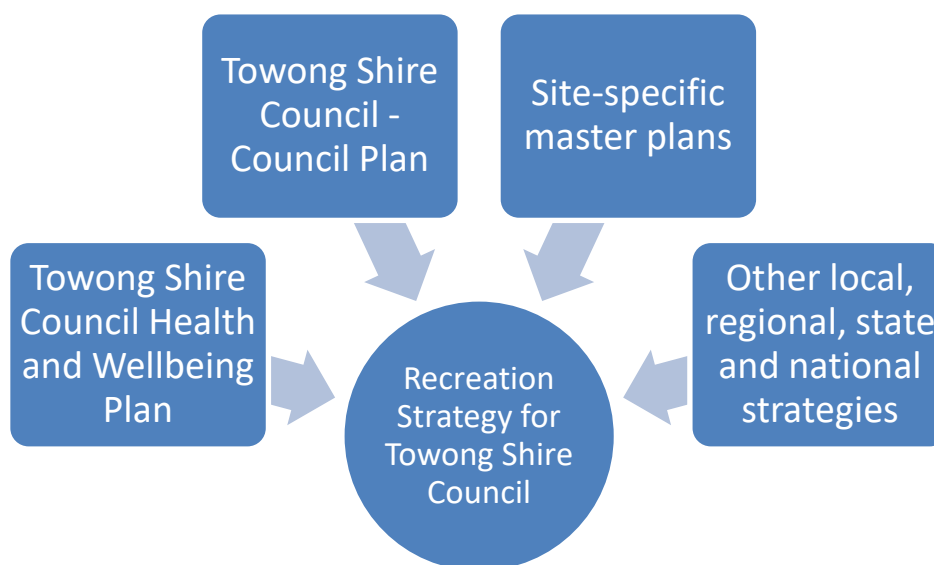 Towong Shire
Council -
Council Plan
Site-specific
master plans
Towong Shire
Council Health
and Wellbeing
Plan
Other local,
regional, state
and national
strategies
Recreation
Strategy for
Towong Shire
Council